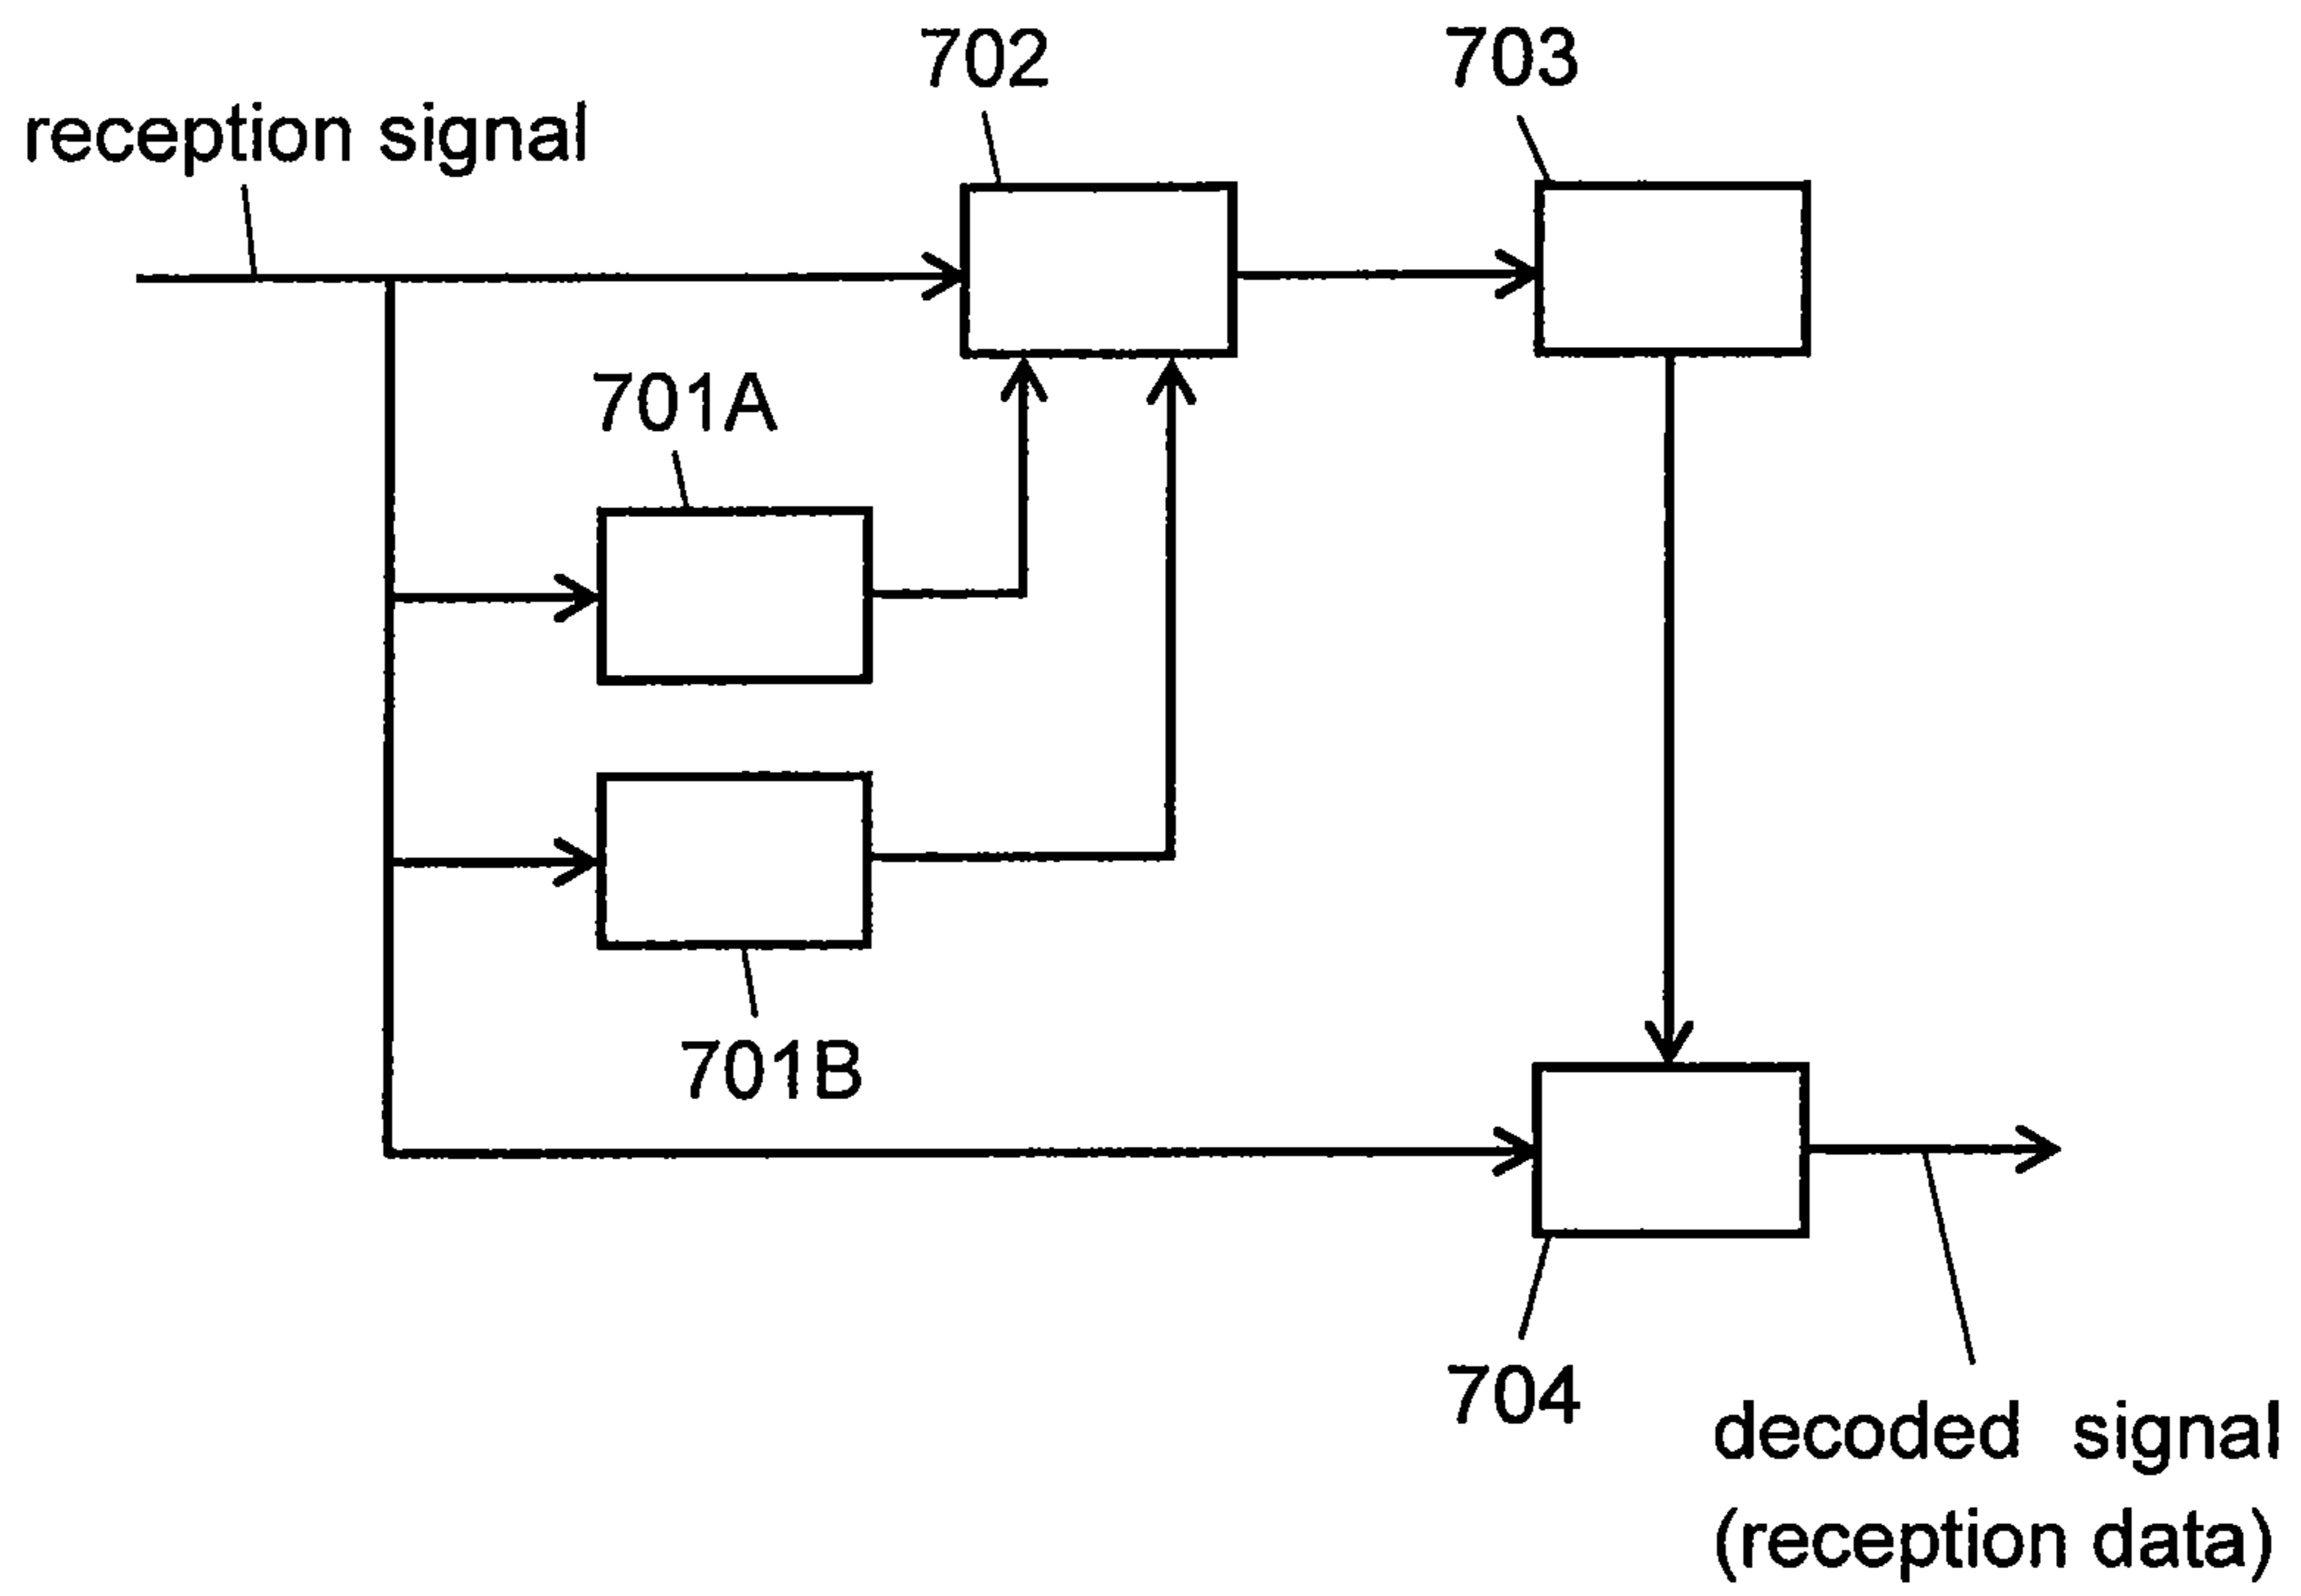 702
703
reception signal
701A
701B
704
decoded signal
(reception data)